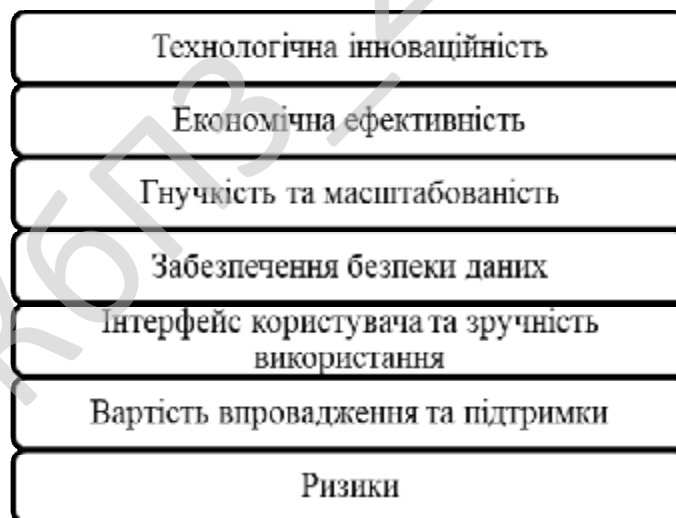 Технологічна інноваційність
Економічна ефективність
Гнучкість та масштабованість
Забезпечення безпеки даних
Інтерфейс користувача та зручність
використання
Вартість впровадження та підтримки
Ризики